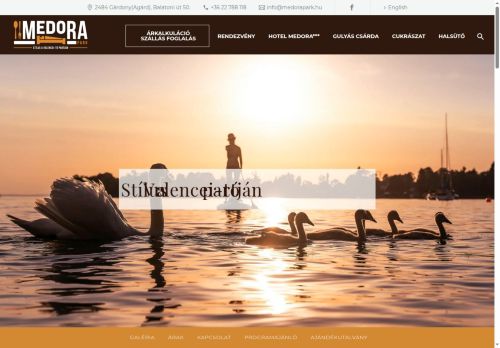 2484 Gárdony(Agárd), Balatoni út 50.
+36 22 788 118
info@medorapark.hu
English
MEDORA
PARK
ÁRKALKULÁCIÓ
SZÁLLÁS FOGLALÁS
RENDEZVÉNY
HOTEL MEDORA***
GULYÁS CSÁRDA
CUKRÁSZAT
HALSÜTŐ
GALÉRIA
ÁRAK
KAPCSOLAT
PROGRAMAJÁNLÓ
AJÁNDÉKUTALVÁNY